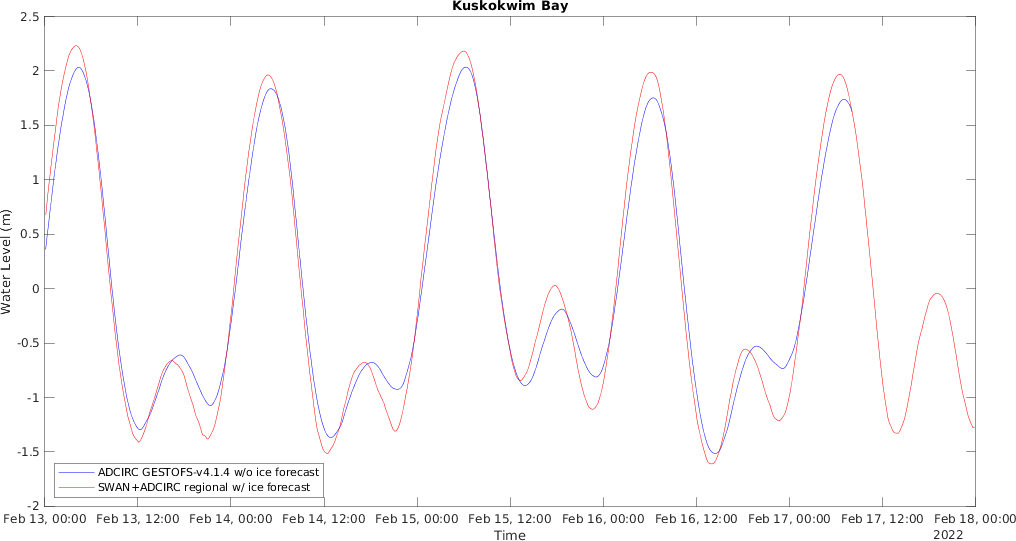 Kuskokwim Bay
2.5
2
1.5
1
0.5
0
-0.5
-1
-1.5
-2
Water Level (m)
ADCIRC GESTOFS-v4.1.4 w/o ice forecast
SWAN+ADCIRC regional w/ ice forecast
Feb 13, 00:00 Feb 13, 12:00 Feb 14, 00:00 Feb 14, 12:00 Feb 15, 00:00 Feb 15, 12:00 Feb 16, 00:00 Feb 16, 12:00 Feb 17, 00:00 Feb 17, 12:00 Feb 18, 00:00
Time
2022